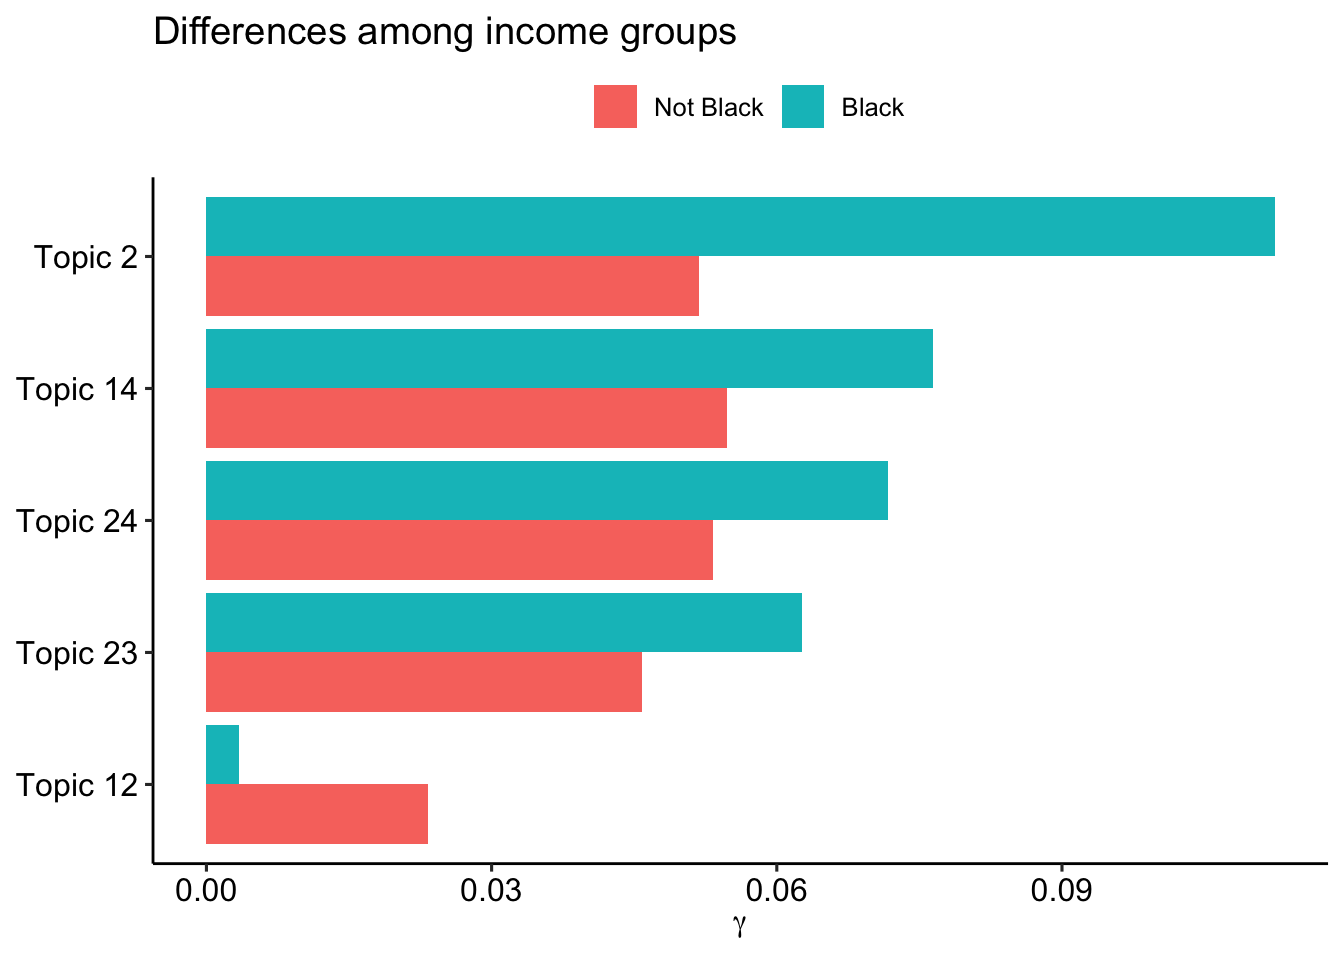 Differences among income groups
Not Black
Black
Topic 2
Topic 14
Topic 24
Topic 23
Topic 12
0.00 0.03 0.06 0.09
γ